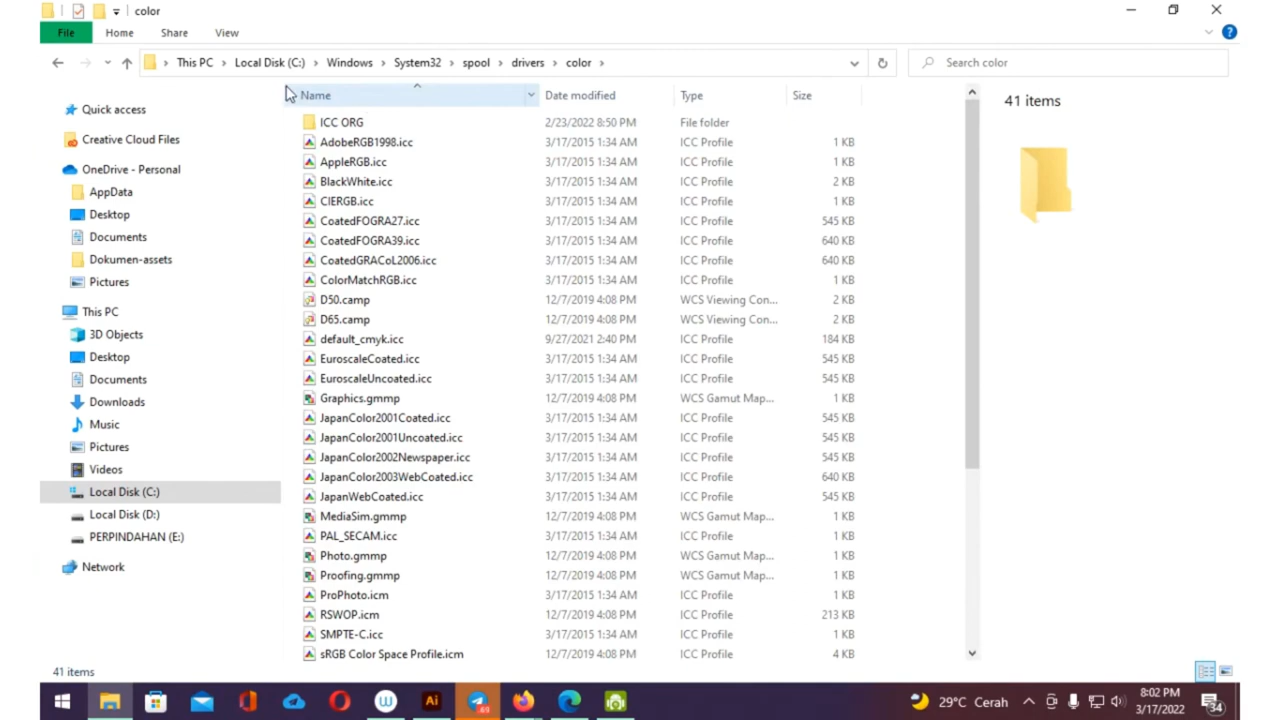 color
File Home Share View
This PC Local Disk (C:) Windows System32 spool drivers color
Search color
Quick access
Creative Cloud Files
OneDrive - Personal
AppData
Desktop
Documents
Dokumen-assets
Pictures
This PC
3D Objects
Desktop
Documents
Downloads
Music
Pictures
Videos
Local Disk (C:)
Local Disk (D:)
PERPINDAHAN (E:)
Network
Name Date modified Type Size
ICC ORG 2/23/2022 8:50 PM File folder
AdobeRGB1998.icc 3/17/2015 1:34 AM ICC Profile 1 KB
AppleRGB.icc 3/17/2015 1:34 AM ICC Profile 1 KB
BlackWhite.icc 3/17/2015 1:34 AM ICC Profile 2 KB
CIERGB.icc 3/17/2015 1:34 AM ICC Profile 1 KB
CoatedFOGRA27.icc 3/17/2015 1:34 AM ICC Profile 545 KB
CoatedFOGRA39.icc 3/17/2015 1:34 AM ICC Profile 640 KB
CoatedGRACoL2006.icc 3/17/2015 1:34 AM ICC Profile 640 KB
ColorMatchRGB.icc 3/17/2015 1:34 AM ICC Profile 1 KB
D50.camp 12/7/2019 4:08 PM WCS Viewing Con... 2 KB
D65.camp 12/7/2019 4:08 PM WCS Viewing Con... 2 KB
default_cmyk.icc 9/27/2021 2:40 PM ICC Profile 184 KB
EuroscaleCoated.icc 3/17/2015 1:34 AM ICC Profile 545 KB
EuroscaleUncoated.icc 3/17/2015 1:34 AM ICC Profile 545 KB
Graphics.gmmp 12/7/2019 4:08 PM WCS Gamut Map... 1 KB
JapanColor2001Coated.icc 3/17/2015 1:34 AM ICC Profile 545 KB
JapanColor2001Uncoated.icc 3/17/2015 1:34 AM ICC Profile 545 KB
JapanColor2002Newspaper.icc 3/17/2015 1:34 AM ICC Profile 545 KB
JapanColor2003WebCoated.icc 3/17/2015 1:34 AM ICC Profile 640 KB
JapanWebCoated.icc 3/17/2015 1:34 AM ICC Profile 545 KB
MediaSim.gmmp 12/7/2019 4:08 PM WCS Gamut Map... 1 KB
PAL_SECAM.icc 3/17/2015 1:34 AM ICC Profile 1 KB
Photo.gmmp 12/7/2019 4:08 PM WCS Gamut Map... 1 KB
Proofing.gmmp 12/7/2019 4:08 PM WCS Gamut Map... 1 KB
ProPhoto.icm 3/17/2015 1:34 AM ICC Profile 1 KB
RSWOP.icm 12/7/2019 4:08 PM ICC Profile 213 KB
SMPTE-C.icc 3/17/2015 1:34 AM ICC Profile 1 KB
sRGB Color Space Profile.icm 12/7/2019 4:08 PM ICC Profile 4 KB
41 items
41 items
Ai
29°C Cerah
8:02 PM
3/17/2022
34